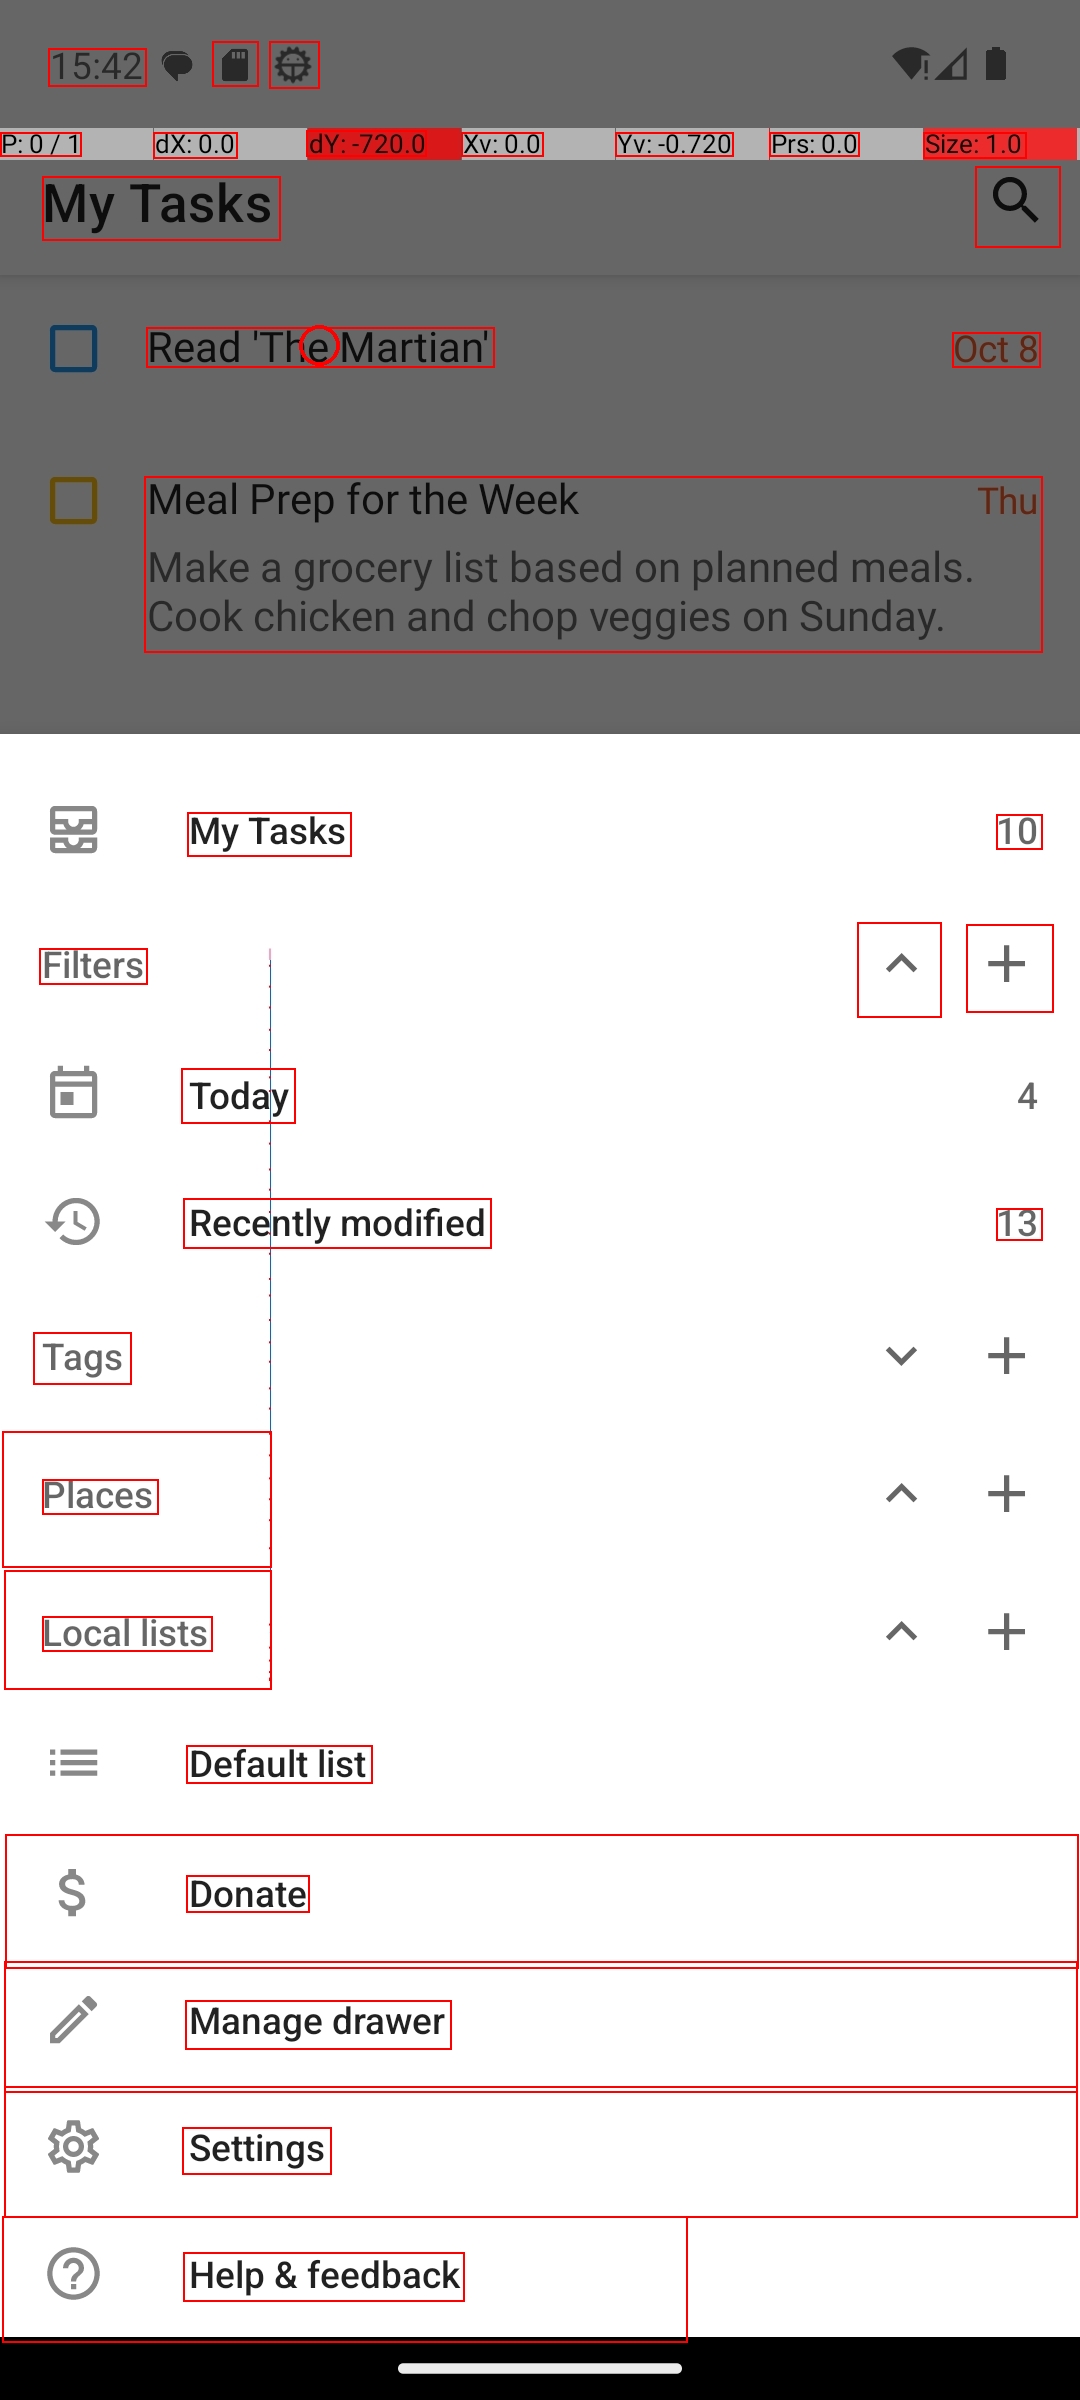 15:42
P: 0 / 1 dX: 0.0 dY: -720.0 Xv: 0.0 Yv: -0.720 Prs: 0.0 Size: 1.0
My Tasks
Read 'The Martian' Oct 8
Meal Prep for the Week Thu
Make a grocery list based on planned meals.
Cook chicken and chop veggies on Sunday.
My Tasks 10
Filters
Today 4
Recently modified 13
Tags
Places
Local lists
Default list
Donate
Manage drawer
Settings
Help & feedback